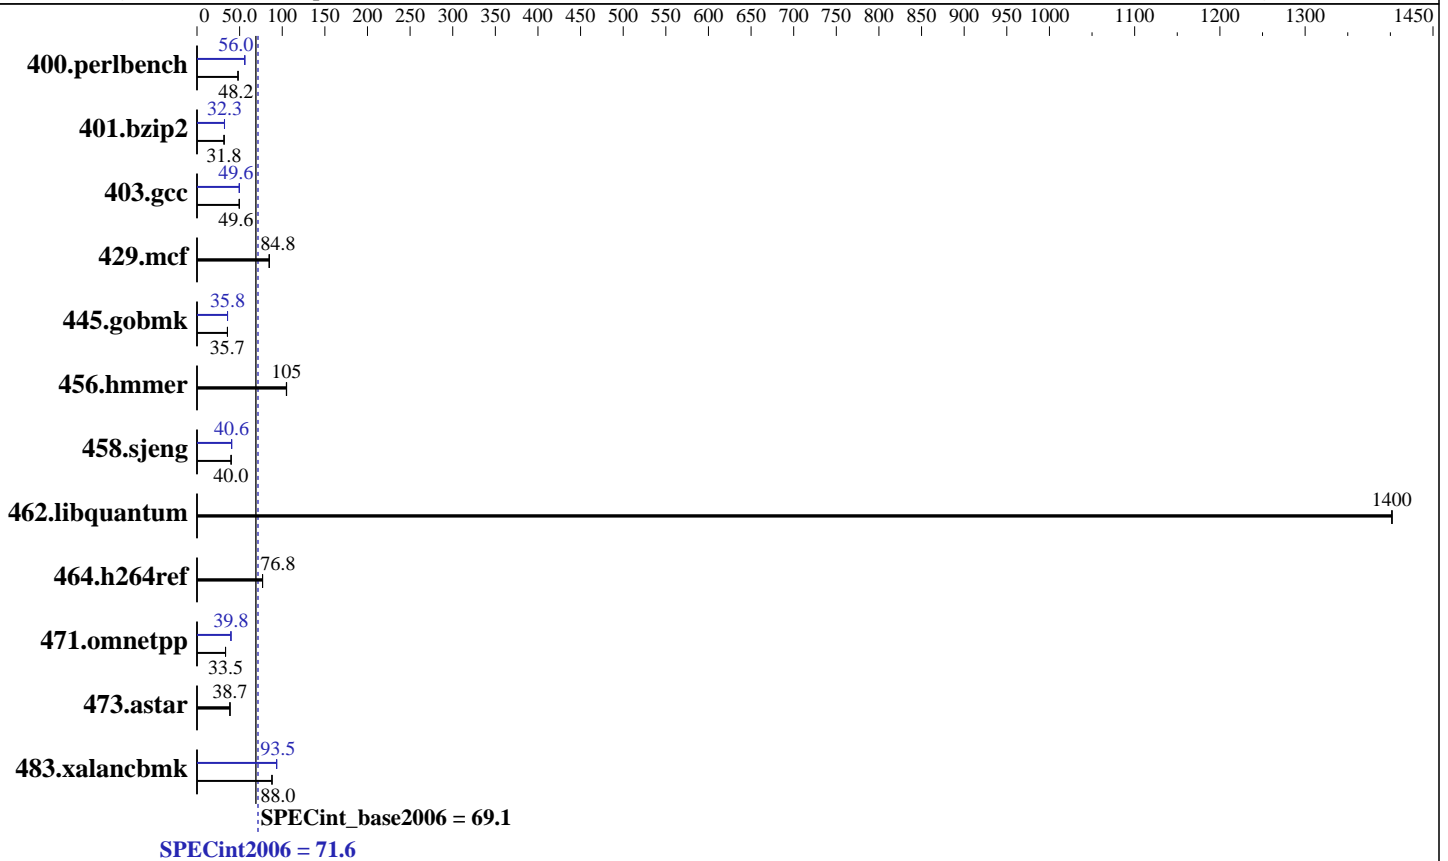 0 50.0 100 150 200 250 300 350 400 450 500 550 600 650 700 750 800 850 900 950 1000 1100 1200 1300 1450
56.0
400.perlbench
48.2
32.3
401.bzip2
31.8
49.6
403.gcc
49.6
84.8
429.mcf
35.8
445.gobmk
35.7
105
456.hmmer
40.6
458.sjeng
40.0
1400
462.libquantum
76.8
464.h264ref
39.8
471.omnetpp
33.5
38.7
473.astar
93.5
483.xalancbmk
88.0
SPECint_base2006 = 69.1
SPECint2006 = 71.6